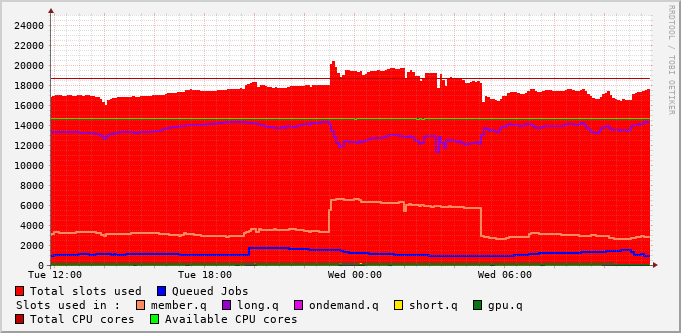 24000
22000
20000
18000
16000
14000
12000
10000
8000
6000
4000
2000
0
Tue 12:00 Tue 18:00 Wed 00:00 Wed 06:00
Total slots used Queued Jobs
Slots used in : member.q long.q ondemand.q short.q gpu.q
Total CPU cores Available CPU cores
RRDTOOL / TOBI OETIKER